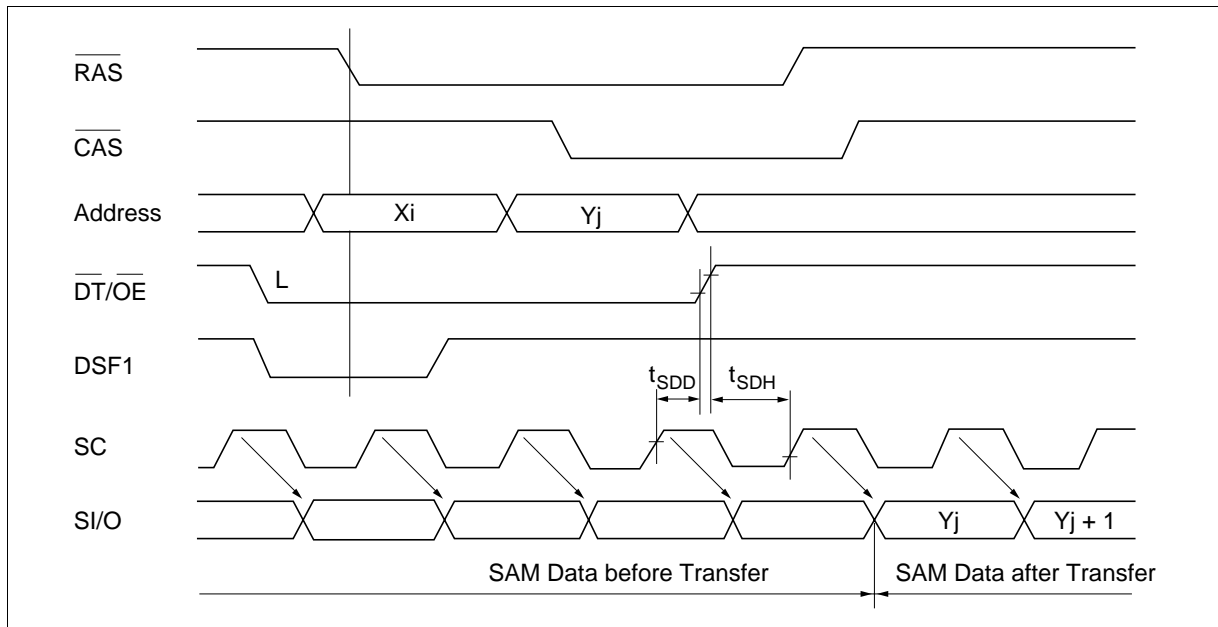 RAS
CAS
Address
Xi
Yj
DT/OE
L
DSF1
tSDD
tSDH
SC
SI/O
Yj
Yj + 1
SAM Data before Transfer
SAM Data after Transfer